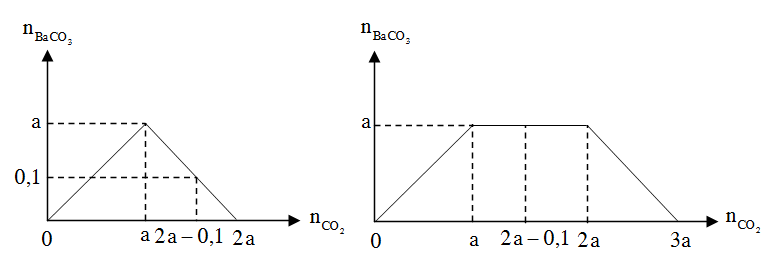 n_BaCO₃
a
0,1
0
a
2a − 0,1
2a
n_CO₂
n_BaCO₃
a
0
a
2a − 0,1
2a
3a
n_CO₂